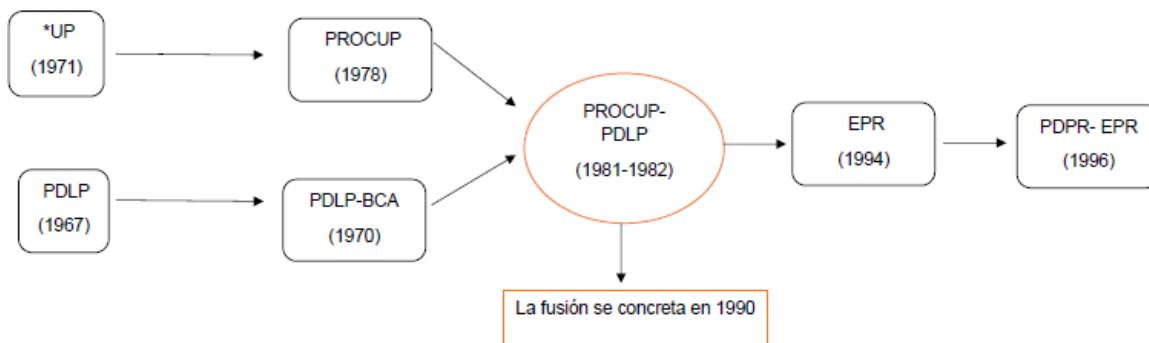 *UP
(1971)
PROCUP
(1978)
PDLP
(1967)
PDLP-BCA
(1970)
PROCUP-
PDLP
(1981-1982)
EPR
(1994)
PDPR- EPR
(1996)
La fusión se concreta en 1990